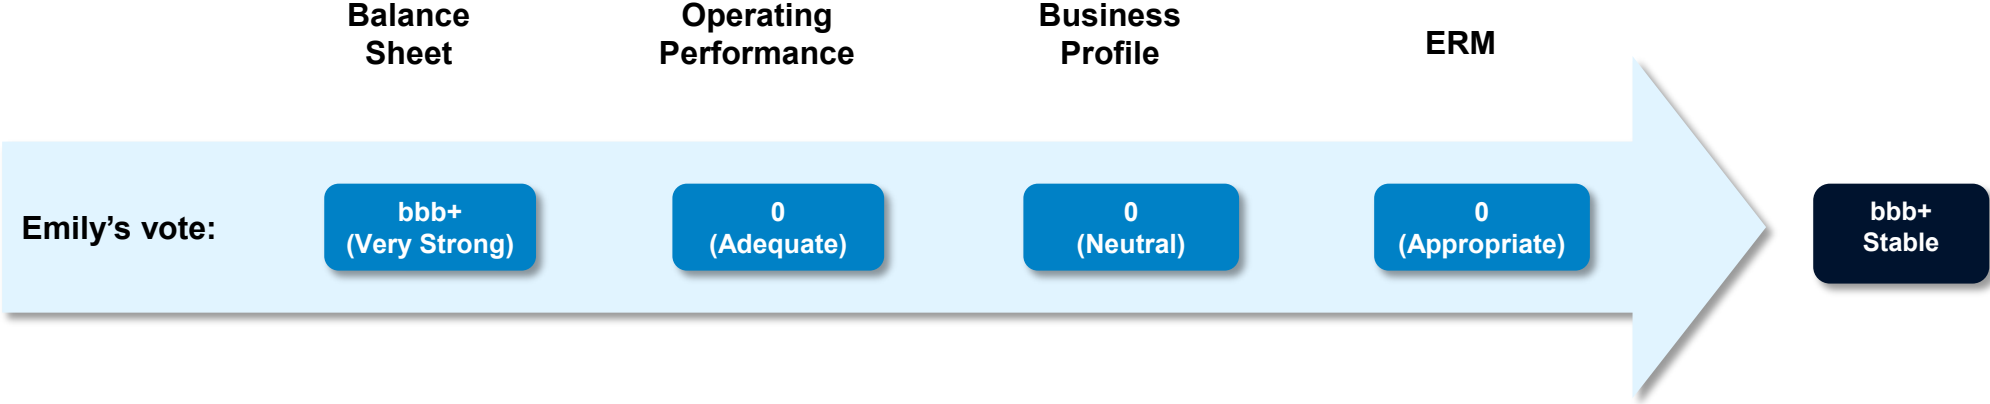 Balance
Sheet
Operating
Performance
Business
Profile
ERM
Emily’s vote:
bbb+
(Very Strong)
0
(Adequate)
0
(Neutral)
0
(Appropriate)
bbb+
Stable